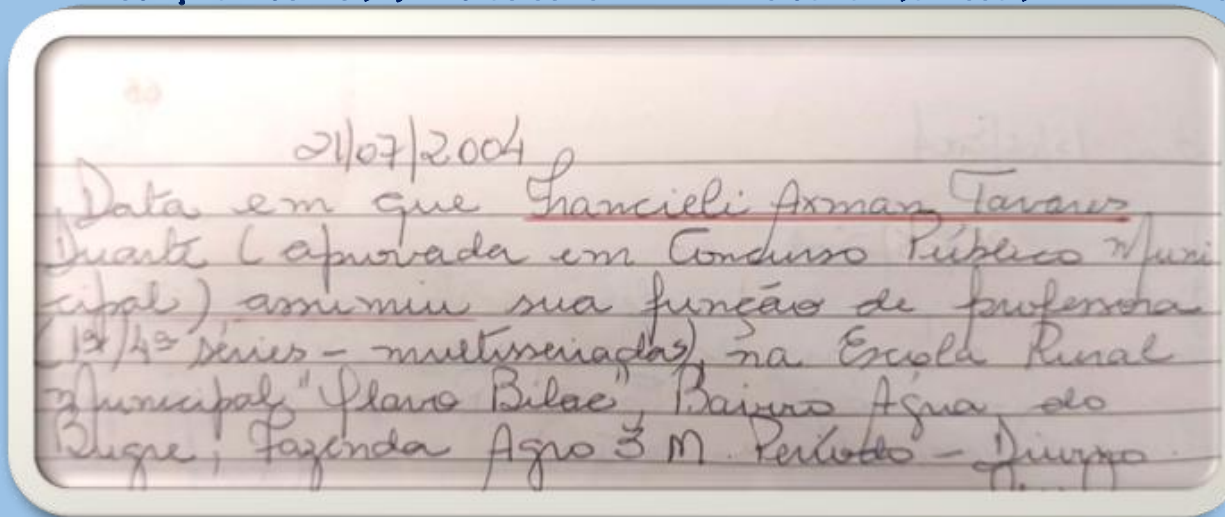 21/07/2004
Data em que Francieli Arman Tavares
Duarte (aprovada em Concurso Público Muni
cipal) assumiu sua função de professora
(1ª/4ª séries - multisseriadas), na Escola Rural
Municipal "Olavo Bilac", Bairro Água do
Bugre, Fazenda Agro 3 M. Período - Diurno.